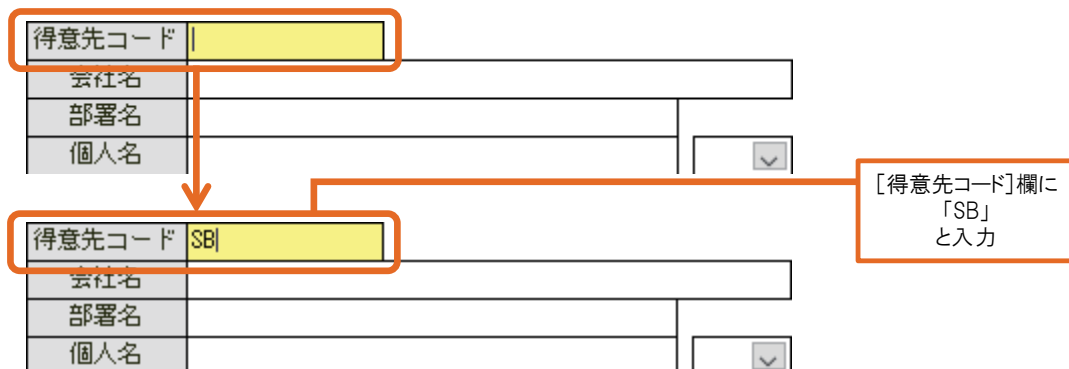 得意先コード
会社名
部署名
個人名
[得意先コード]欄に
「SB」
と入力
得意先コード SB
会社名
部署名
個人名